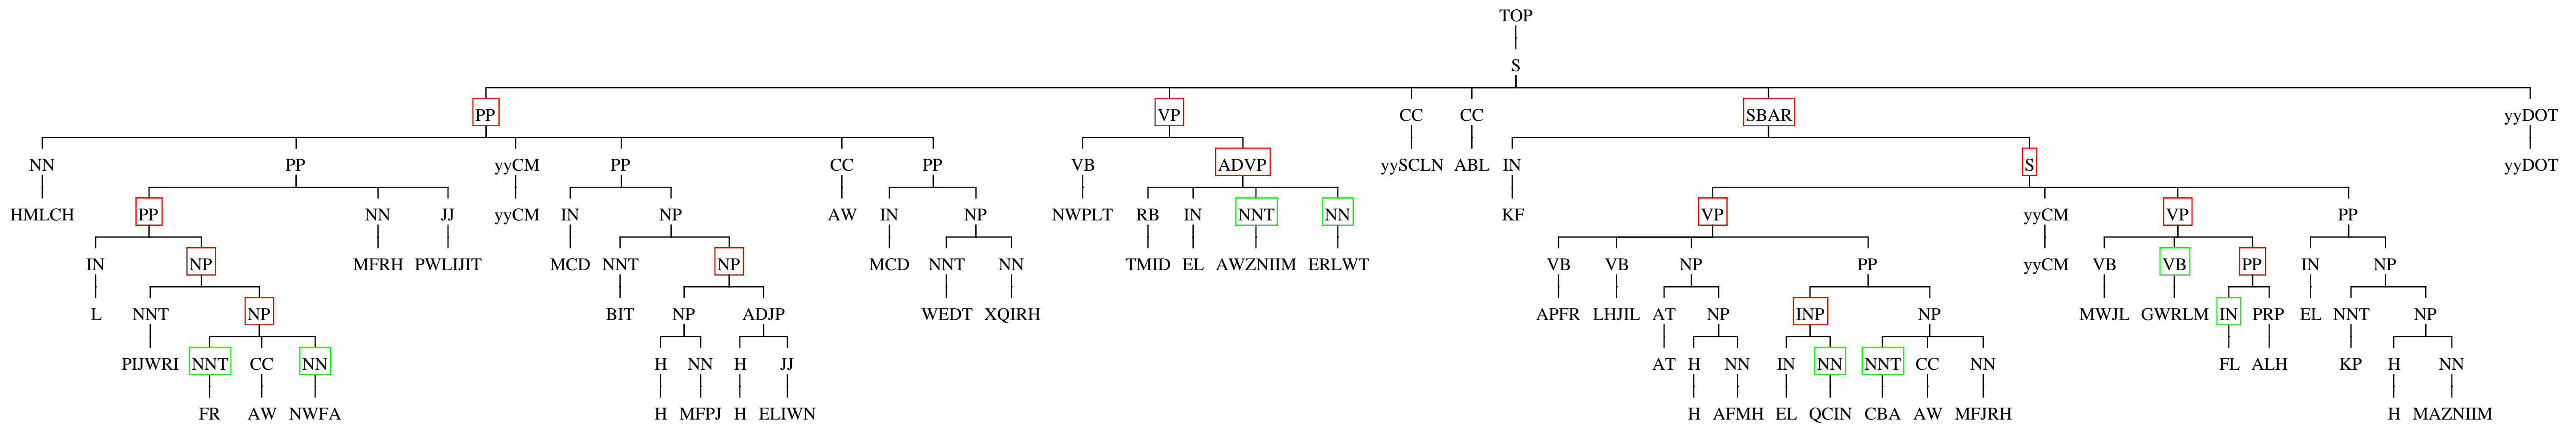 TOP
S
PP VP CC CC SBAR yyDOT
NN PP yyCM PP CC PP VB ADVP yySCLN ABL IN S yyDOT
HMLCH PP NN JJ yyCM IN NP AW IN NP NWPLT RB IN NNT NN KF VP yyCM VP PP
IN NP MFRH PWLIJIT MCD NNT NP MCD NNT NN TMID EL AWZNIIM ERLWT VB VB NP PP yyCM VB VB PP IN NP
L NNT NP BIT NP ADJP WEDT XQIRH APFR LHJIL AT NP INP NP MWJL GWRLM IN PRP EL NNT NP
PIJWRI NNT CC NN H NN H JJ AT H NN IN NN NNT CC NN FL ALH KP H NN
FR AW NWFA H MFPJ H ELIWN H AFMH EL QCIN CBA AW MFJRH H MAZNIIM